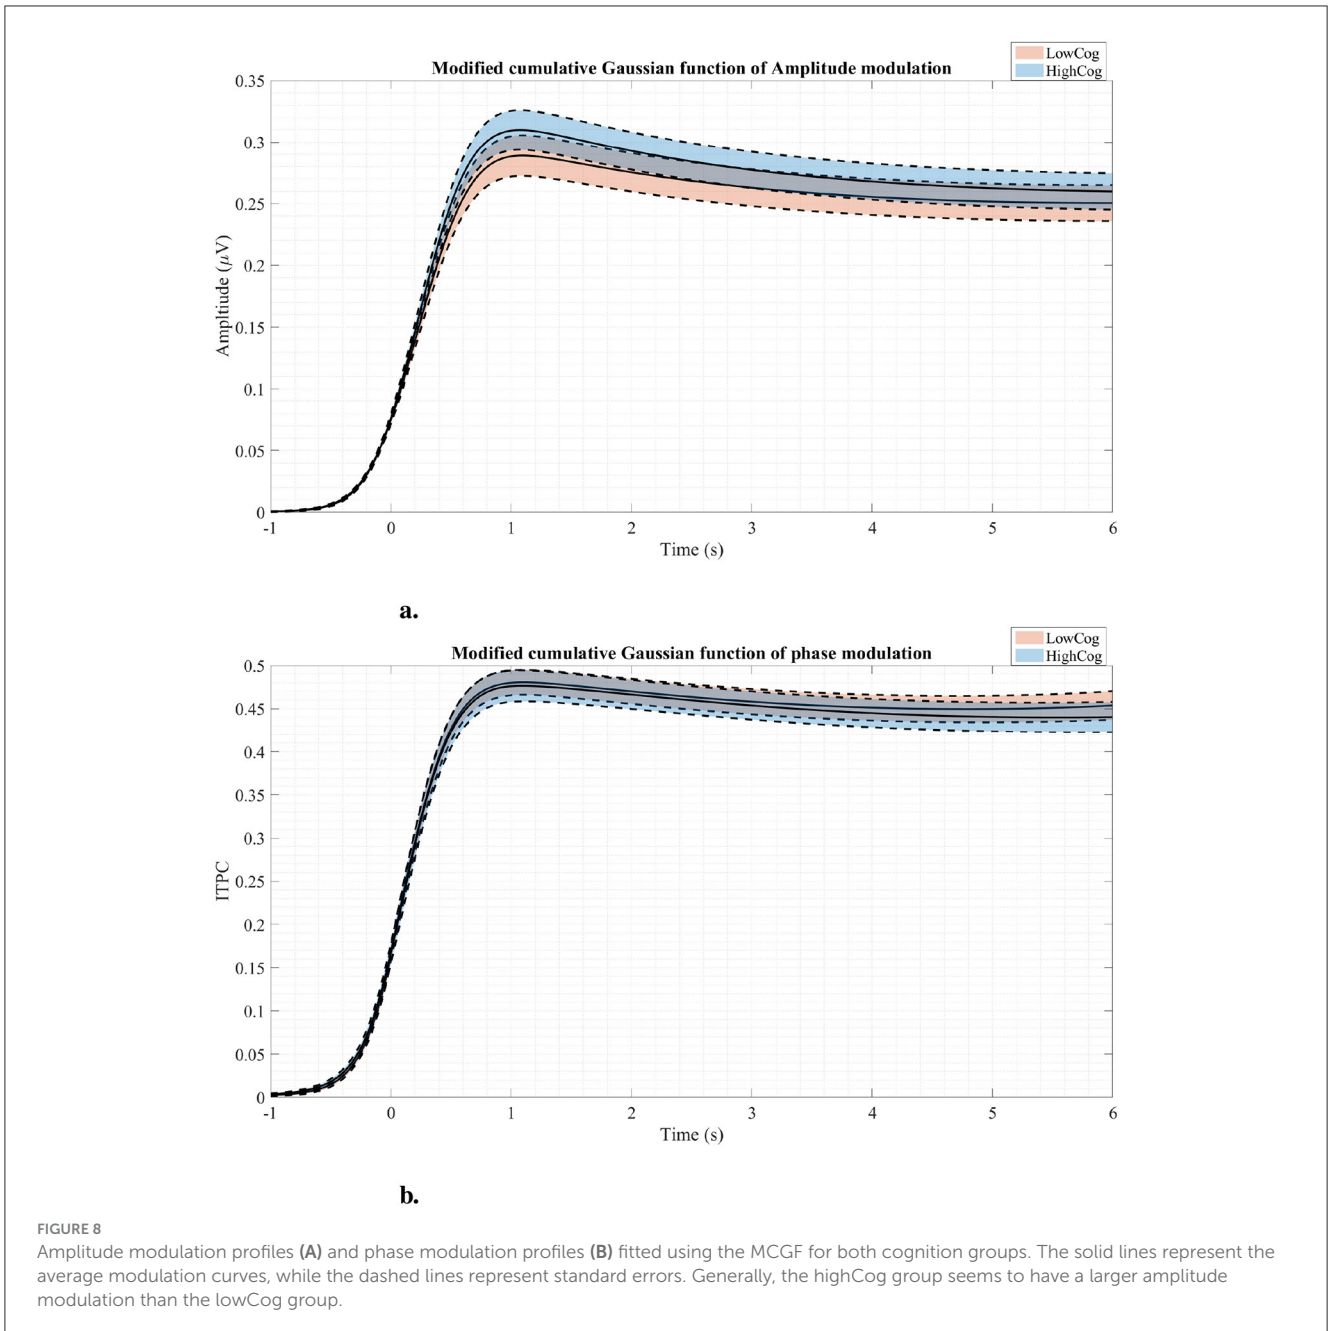 LowCog
HighCog
Modified cumulative Gaussian function of Amplitude modulation
0.35
0.3
0.25
0.2
0.15
0.1
0.05
0
Ampltiude (μV)
-1 0 1 2 3 4 5 6
Time (s)
a.
LowCog
HighCog
Modified cumulative Gaussian function of phase modulation
0.5
0.45
0.4
0.35
0.3
0.25
0.2
0.15
0.1
0.05
0
ITPC
-1 0 1 2 3 4 5 6
Time (s)
b.
FIGURE 8
Amplitude modulation profiles (A) and phase modulation profiles (B) fitted using the MCGF for both cognition groups. The solid lines represent the
average modulation curves, while the dashed lines represent standard errors. Generally, the highCog group seems to have a larger amplitude
modulation than the lowCog group.